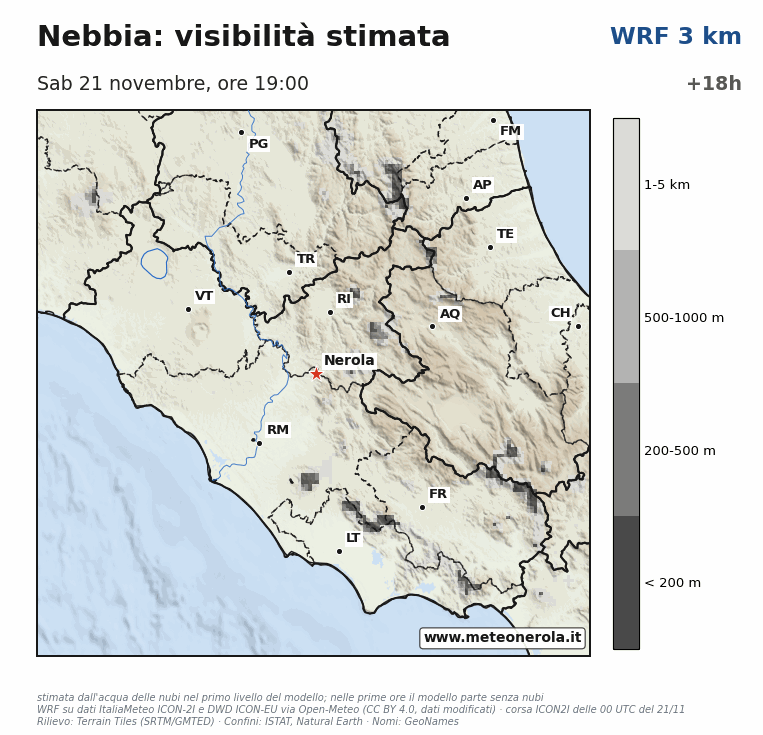 Nebbia: visibilità stimata
WRF 3 km
Sab 21 novembre, ore 19:00
+18h
FM
PG
AP
TE
TR
VT
RI
AQ
CH
Nerola
RM
FR
LT
www.meteonerola.it
1-5 km
500-1000 m
200-500 m
< 200 m
stimata dall'acqua delle nubi nel primo livello del modello; nelle prime ore il modello parte senza nubi
WRF su dati ItaliaMeteo ICON-2I e DWD ICON-EU via Open-Meteo (CC BY 4.0, dati modificati) · corsa ICON2I delle 00 UTC del 21/11
Rilievo: Terrain Tiles (SRTM/GMTED) · Confini: ISTAT, Natural Earth · Nomi: GeoNames